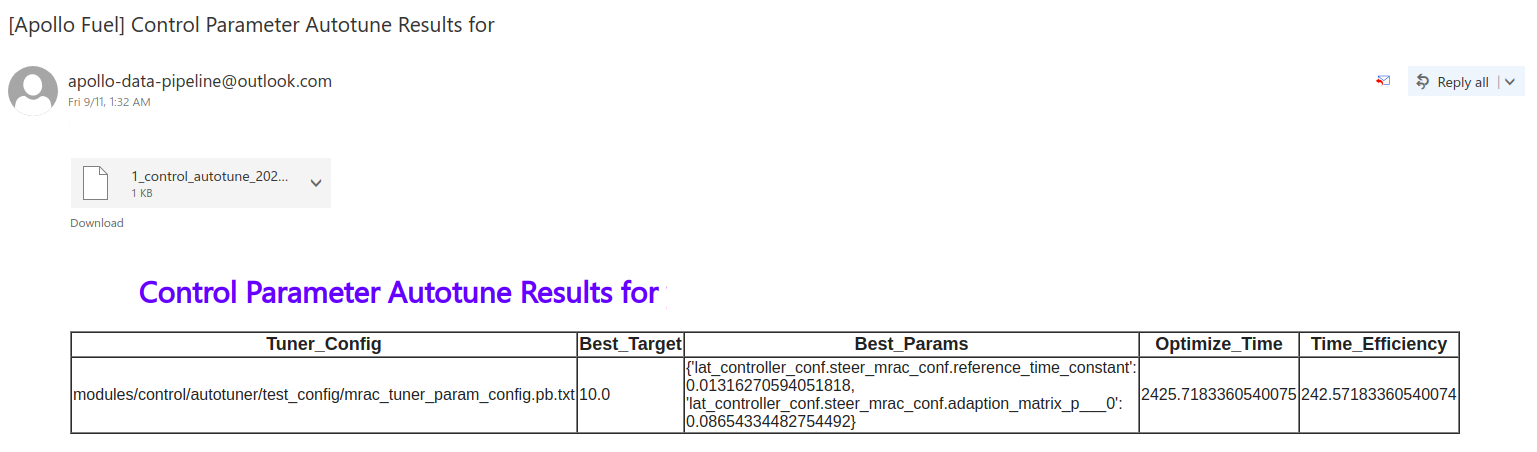 [Apollo Fuel] Control Parameter Autotune Results for
apollo-data-pipeline@outlook.com
Fri 9/11, 1:32 AM
Reply all
1_control_autotune_202...
1 KB
Download
Control Parameter Autotune Results for
Tuner_Config Best_Target Best_Params Optimize_Time Time_Efficiency
modules/control/autotuner/test_config/mrac_tuner_param_config.pb.txt 10.0
{'lat_controller_conf.steer_mrac_conf.reference_time_constant':
0.01316270594051818,
'lat_controller_conf.steer_mrac_conf.adaption_matrix_p___0':
0.08654334482754492}
2425.7183360540075 242.57183360540074